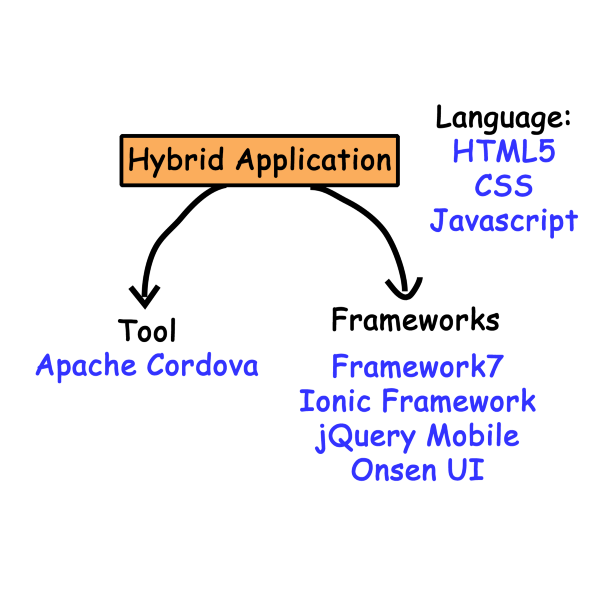 Hybrid Application
Language:
HTML5
CSS
Javascript
Tool
Apache Cordova
Frameworks
Framework7
Ionic Framework
jQuery Mobile
Onsen UI